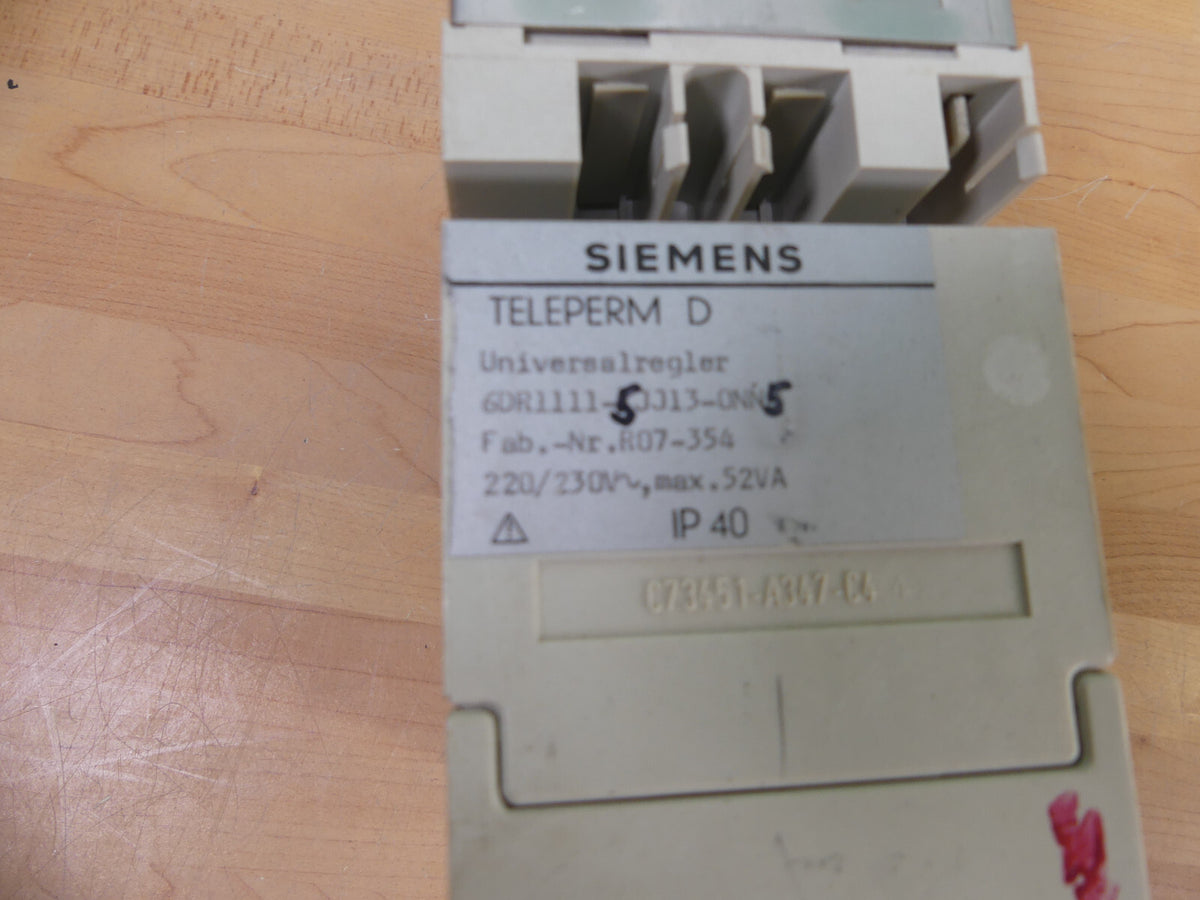 SIEMENS
TELEPERM D
Universalregler
6DR1111-5JJ13-0NN5
Fab.-Nr.R07-354
220/230V~,max.52VA
IP 40
C73451-A347-C4